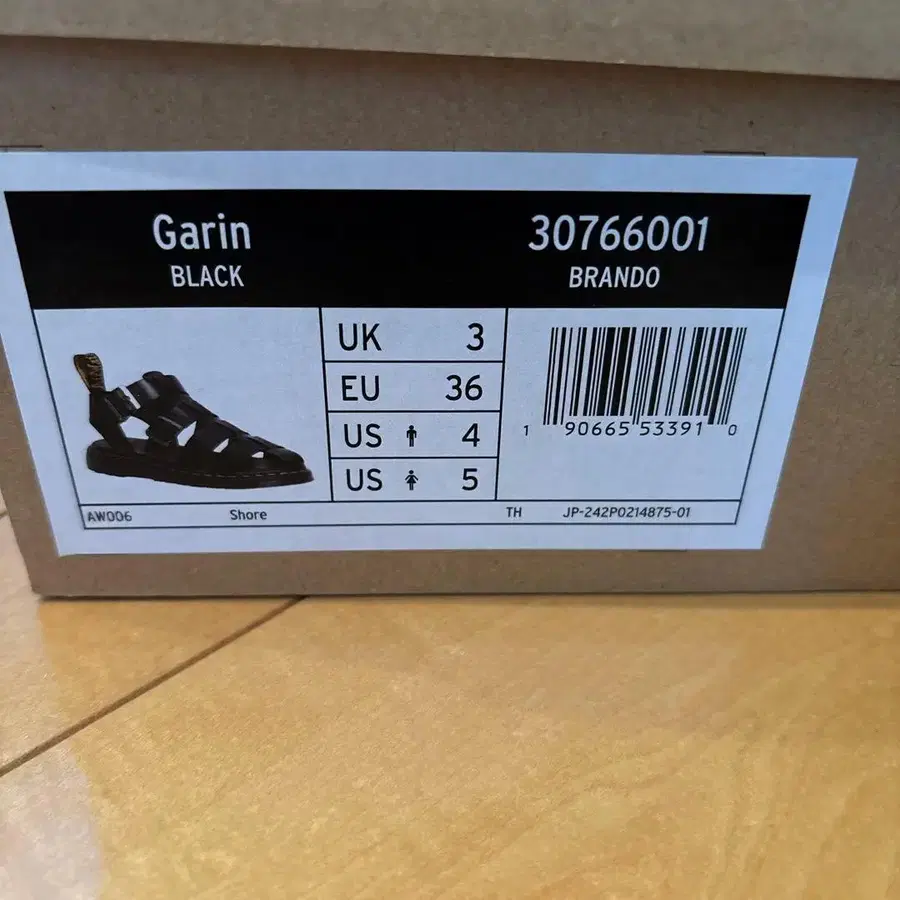 Garin 30766001
BLACK BRANDO
UK 3
EU 36
US 4
US 5
1 90665 53391 0
AW006 Shore TH JP-242P0214875-01